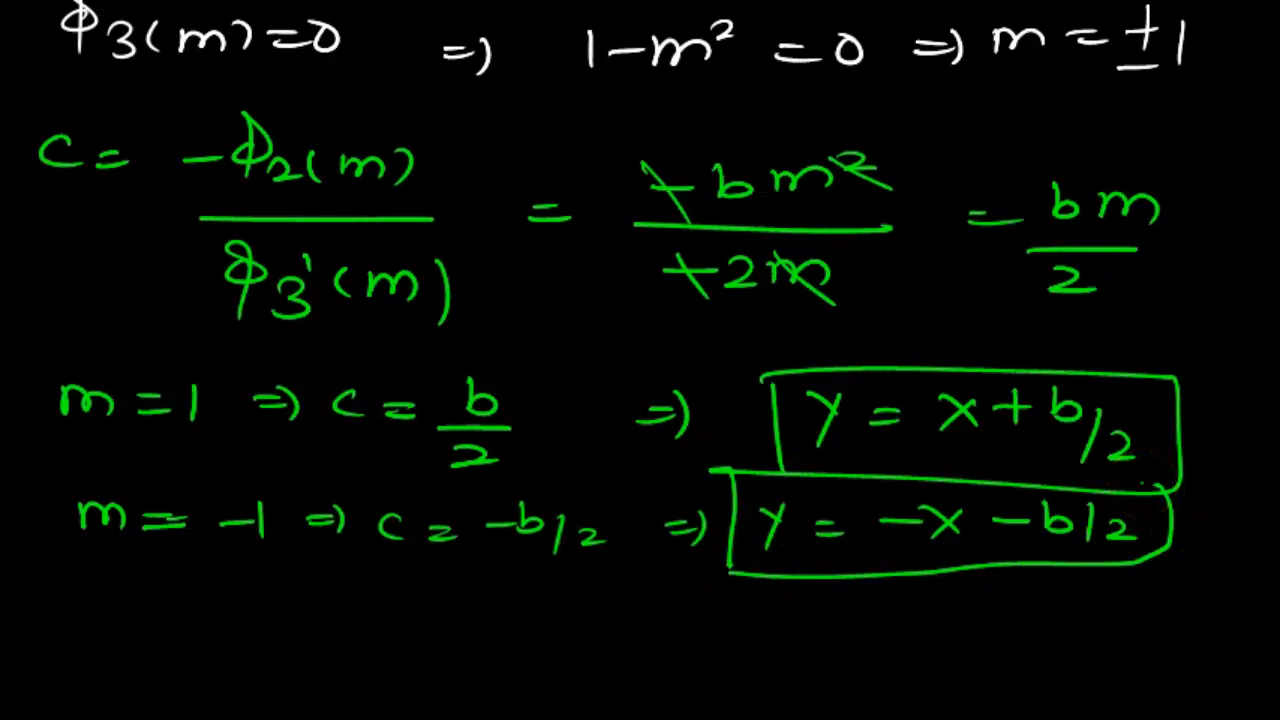 ϕ₃(m)=0 ⇒ 1-m² = 0 ⇒ m = ±1
c = -ϕ₂(m)/ϕ₃'(m) = -bm²/-2m = bm/2
m = 1 ⇒ c = b/2 ⇒ y = x+b/2
m = -1 ⇒ c = -b/2 ⇒ y = -x-b/2